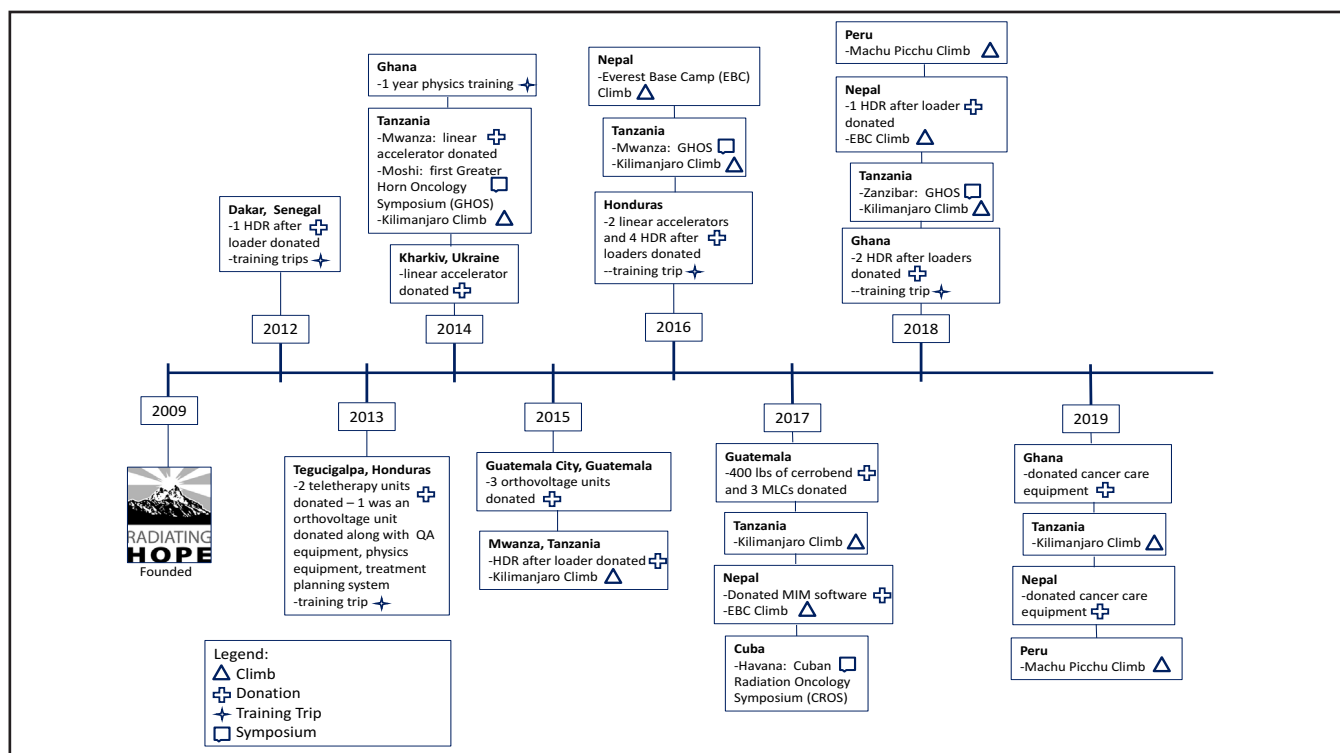 Peru
-Machu Picchu Climb
Ghana
-1 year physics training
Nepal
-Everest Base Camp (EBC)
Climb
Nepal
-1 HDR after loader
donated
-EBC Climb
Tanzania
-Mwanza: linear
accelerator donated
-Moshi: first Greater
Horn Oncology
Symposium (GHOS)
-Kilimanjaro Climb
Tanzania
-Mwanza: GHOS
-Kilimanjaro Climb
Tanzania
-Zanzibar: GHOS
-Kilimanjaro Climb
Dakar, Senegal
-1 HDR after
loader donated
-training trips
Kharkiv, Ukraine
-linear accelerator
donated
Honduras
-2 linear accelerators
and 4 HDR after
loaders donated
--training trip
Ghana
-2 HDR after loaders
donated
--training trip
2012
2014
2016
2018
2009
2013
2015
2017
2019
RADIATING
HOPE
Founded
Tegucigalpa, Honduras
-2 teletherapy units
donated – 1 was an
orthovoltage unit
donated along with QA
equipment, physics
equipment, treatment
planning system
-training trip
Guatemala City, Guatemala
-3 orthovoltage units
donated
Mwanza, Tanzania
-HDR after loader donated
-Kilimanjaro Climb
Guatemala
-400 lbs of cerrobend
and 3 MLCs donated
Tanzania
-Kilimanjaro Climb
Nepal
-Donated MIM software
-EBC Climb
Cuba
-Havana: Cuban
Radiation Oncology
Symposium (CROS)
Ghana
-donated cancer care
equipment
Tanzania
-Kilimanjaro Climb
Nepal
-donated cancer care
equipment
Peru
-Machu Picchu Climb
Legend:
Climb
Donation
Training Trip
Symposium